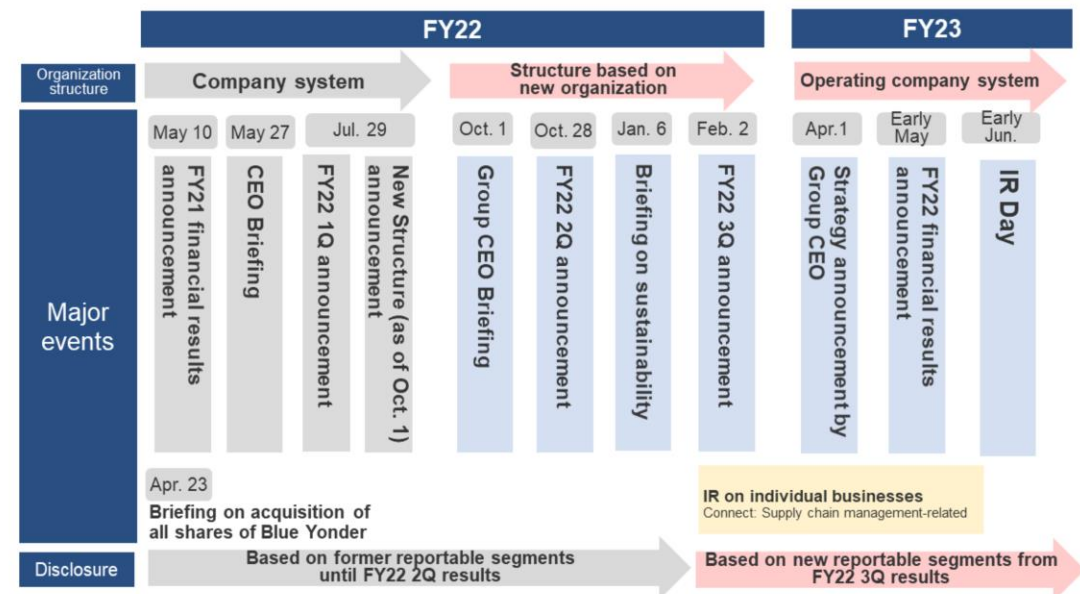 FY22
FY23
Organization
structure
Company system
Structure based on
new organization
Operating company system
Major
events
May 10
May 27
Jul. 29
Oct. 1
Oct. 28
Jan. 6
Feb. 2
Apr.1
Early
May
Early
Jun.
FY21 financial results
announcement
CEO Briefing
FY22 1Q announcement
New Structure (as of Oct. 1)
announcement
Group CEO Briefing
FY22 2Q announcement
Briefing on sustainability
FY22 3Q announcement
Strategy announcement by
Group CEO
FY22 financial results
announcement
IR Day
Apr. 23
Briefing on acquisition of
all shares of Blue Yonder
IR on individual businesses
Connect: Supply chain management-related
Disclosure
Based on former reportable segments
until FY22 2Q results
Based on new reportable segments from
FY22 3Q results